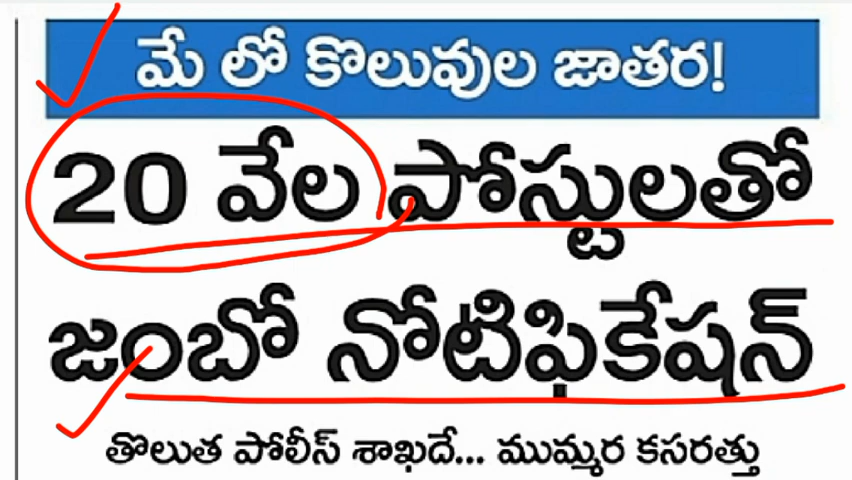 మే లో కొలువుల జాతర!
20 వేల పోస్టులతో
జంబో నోటిఫికేషన్
తొలుత పోలీస్ శాఖదే... ముమ్మర కసరత్తు